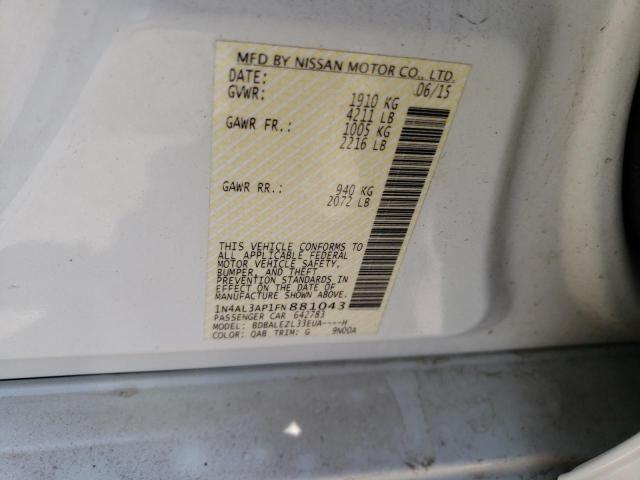 MFD BY NISSAN MOTOR CO., LTD.
DATE: 06/15
GVWR: 1910 KG
4211 LB
GAWR FR.: 1005 KG
2216 LB
GAWR RR.: 940 KG
2072 LB
THIS VEHICLE CONFORMS TO
ALL APPLICABLE FEDERAL
MOTOR VEHICLE SAFETY,
BUMPER, AND THEFT
PREVENTION STANDARDS IN
EFFECT ON THE DATE OF
MANUFACTURE SHOWN ABOVE.
1N4AL3AP1FN881043
PASSENGER CAR 642783
MODEL: BDBALEZL33EUA----H
COLOR: QAB TRIM: G 9N00A